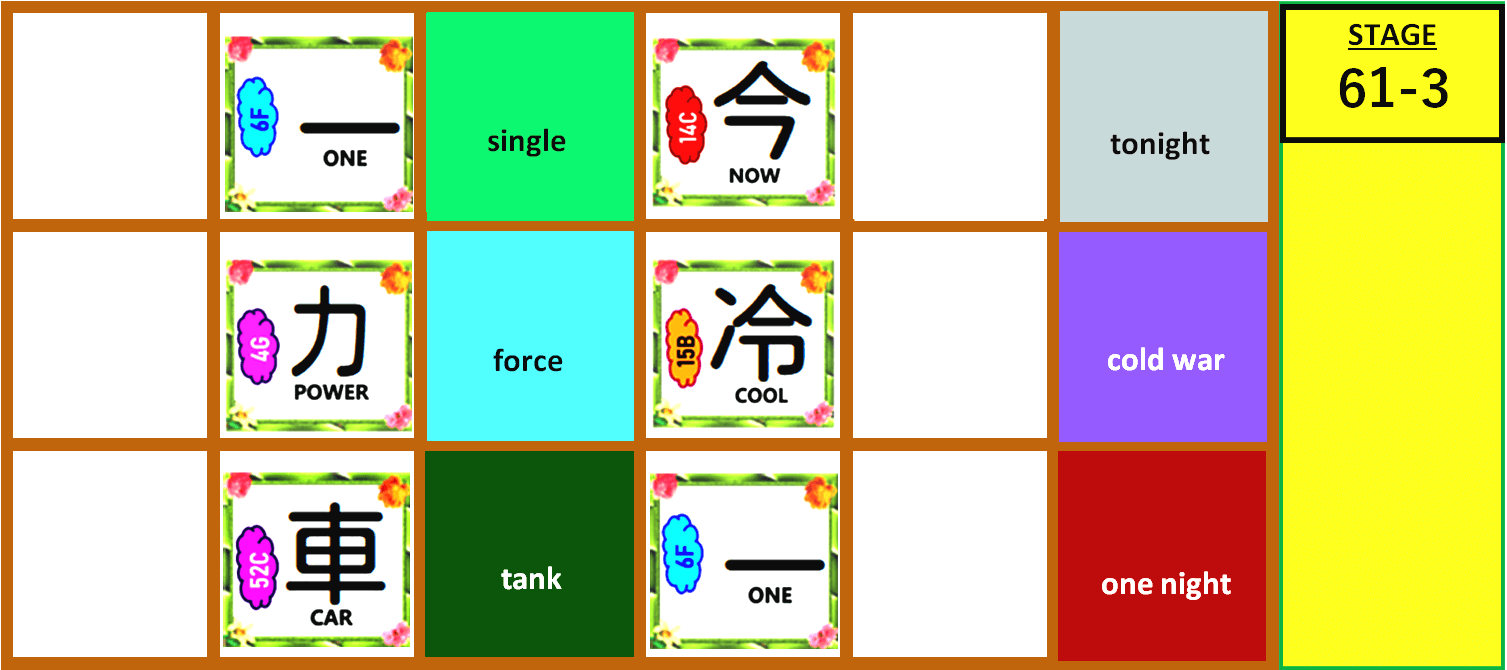 6F
一
ONE
single
14C
今
NOW
tonight
STAGE
61-3
4G
力
POWER
force
15B
冷
COOL
cold war
52C
車
CAR
tank
6F
一
ONE
one night